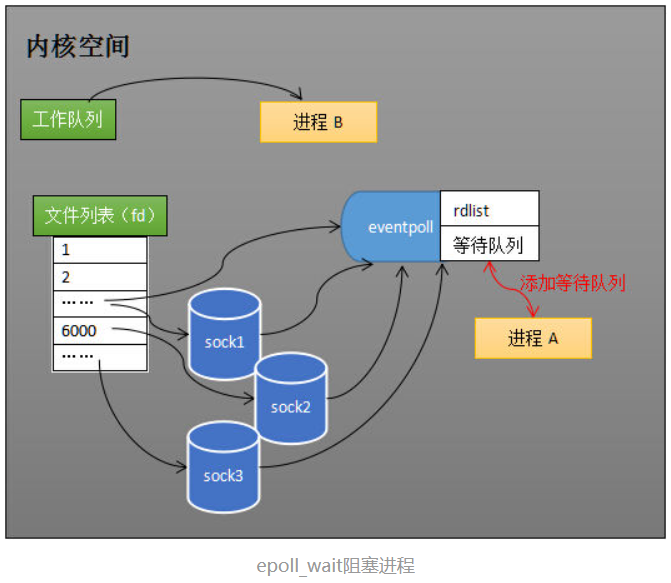 内核空间
工作队列
进程 B
文件列表（fd）
1
2
……
6000
……
eventpoll
rdlist
等待队列
添加等待队列
进程 A
sock1
sock2
sock3
epoll_wait阻塞进程